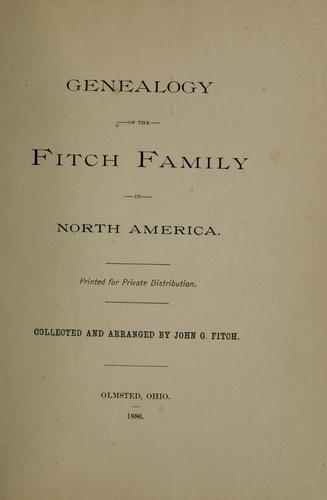 GENEALOGY
—OF THE—
FITCH FAMILY
—IN—
NORTH AMERICA.
Printed for Private Distribution.
COLLECTED AND ARRANGED BY JOHN G. FITCH.
OLMSTED, OHIO.
1886.